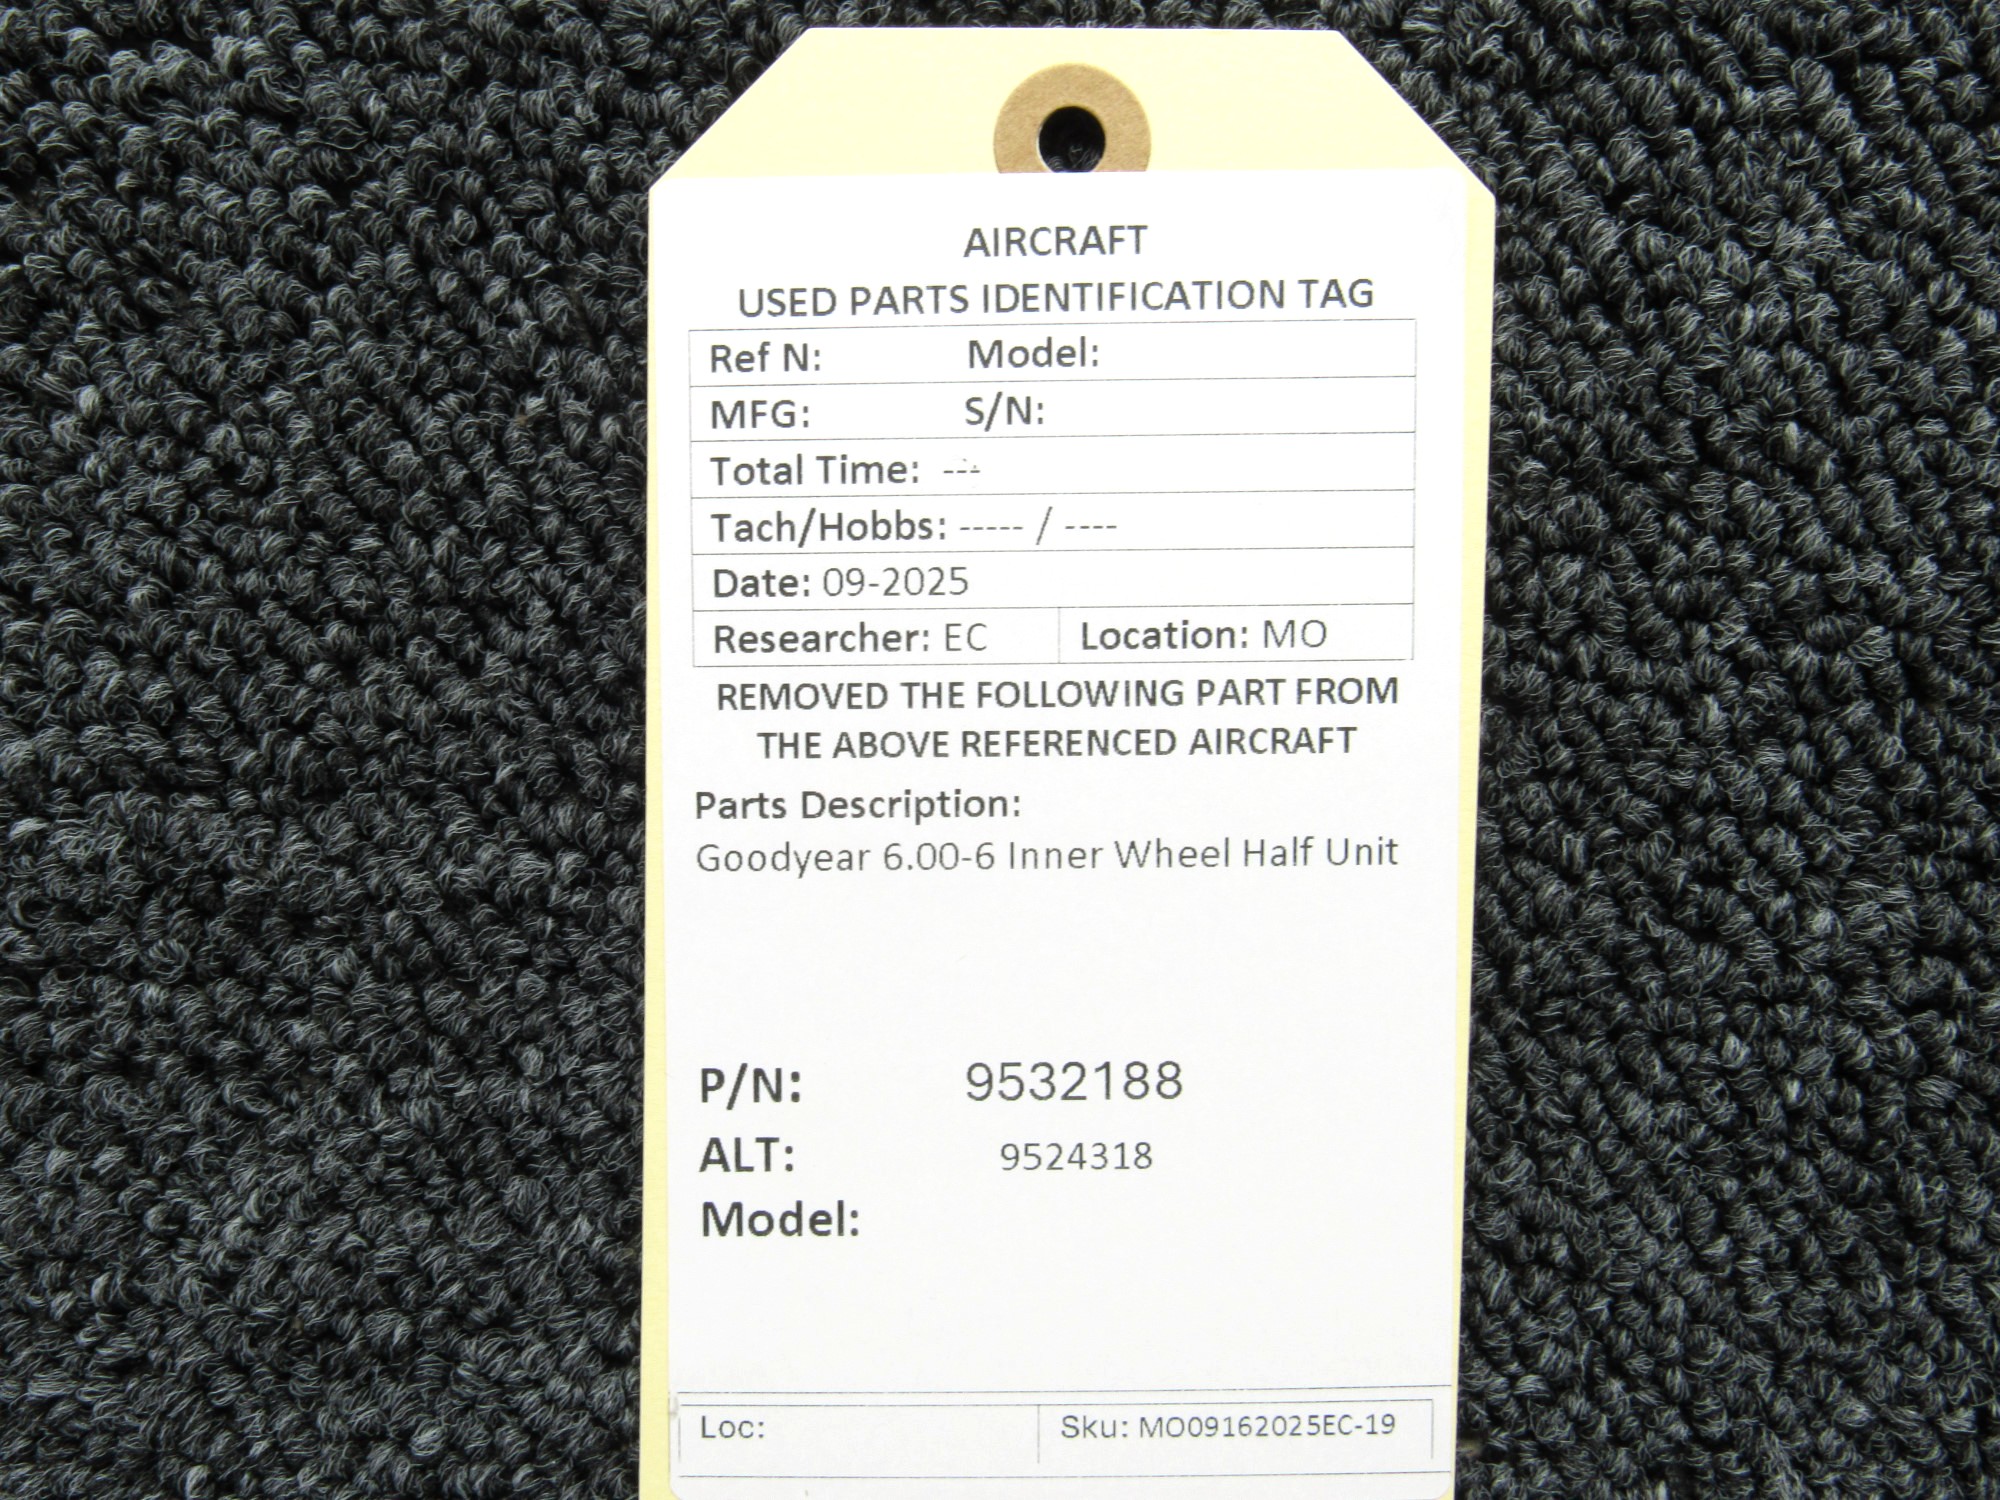 AIRCRAFT
USED PARTS IDENTIFICATION TAG
Ref N: Model:
MFG: S/N:
Total Time: ---
Tach/Hobbs: ----- / ----
Date: 09-2025
Researcher: EC Location: MO
REMOVED THE FOLLOWING PART FROM
THE ABOVE REFERENCED AIRCRAFT
Parts Description:
Goodyear 6.00-6 Inner Wheel Half Unit
P/N: 9532188
ALT: 9524318
Model:
Loc: Sku: MO09162025EC-19